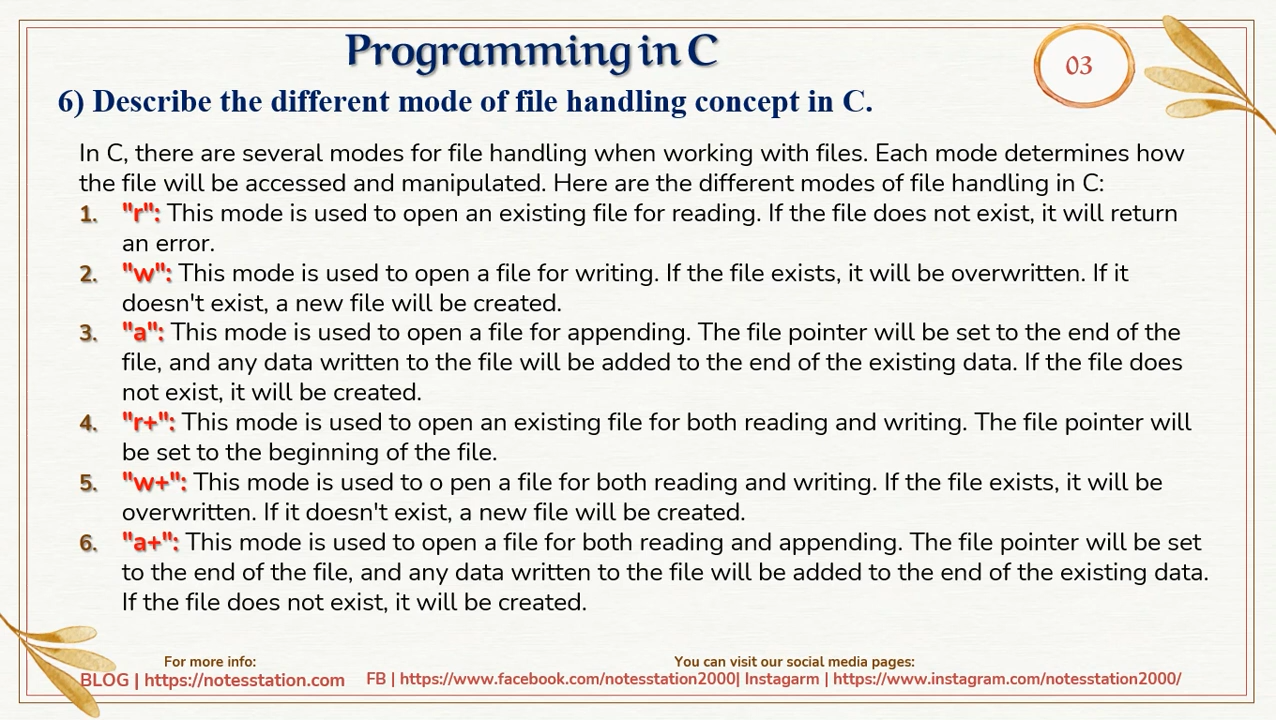 Programming in C
03
6) Describe the different mode of file handling concept in C.
In C, there are several modes for file handling when working with files. Each mode determines how
the file will be accessed and manipulated. Here are the different modes of file handling in C:
1. "r": This mode is used to open an existing file for reading. If the file does not exist, it will return
an error.
2. "w": This mode is used to open a file for writing. If the file exists, it will be overwritten. If it
doesn't exist, a new file will be created.
3. "a": This mode is used to open a file for appending. The file pointer will be set to the end of the
file, and any data written to the file will be added to the end of the existing data. If the file does
not exist, it will be created.
4. "r+": This mode is used to open an existing file for both reading and writing. The file pointer will
be set to the beginning of the file.
5. "w+": This mode is used to o pen a file for both reading and writing. If the file exists, it will be
overwritten. If it doesn't exist, a new file will be created.
6. "a+": This mode is used to open a file for both reading and appending. The file pointer will be set
to the end of the file, and any data written to the file will be added to the end of the existing data.
If the file does not exist, it will be created.
For more info:
BLOG | https://notesstation.com
You can visit our social media pages:
FB | https://www.facebook.com/notesstation2000| Instagarm | https://www.instagram.com/notesstation2000/